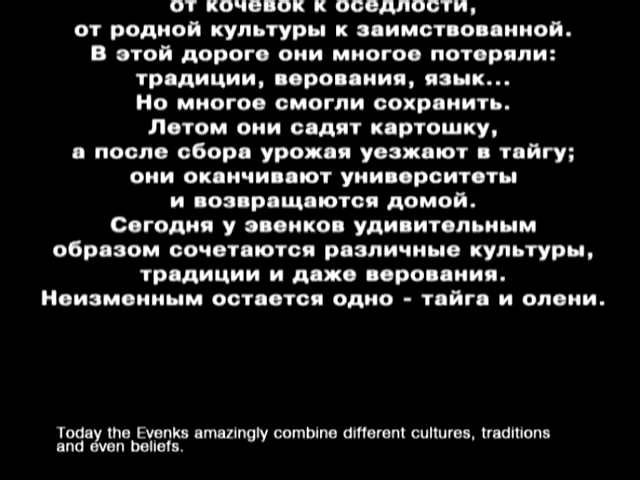 от кочевок к оседлости,
от родной культуры к заимствованной.
В этой дороге они многое потеряли:
традиции, верования, язык...
Но многое смогли сохранить.
Летом они садят картошку,
а после сбора урожая уезжают в тайгу;
они оканчивают университеты
и возвращаются домой.
Сегодня у эвенков удивительным
образом сочетаются различные культуры,
традиции и даже верования.
Неизменным остается одно - тайга и олени.
Today the Evenks amazingly combine different cultures, traditions
and even beliefs.